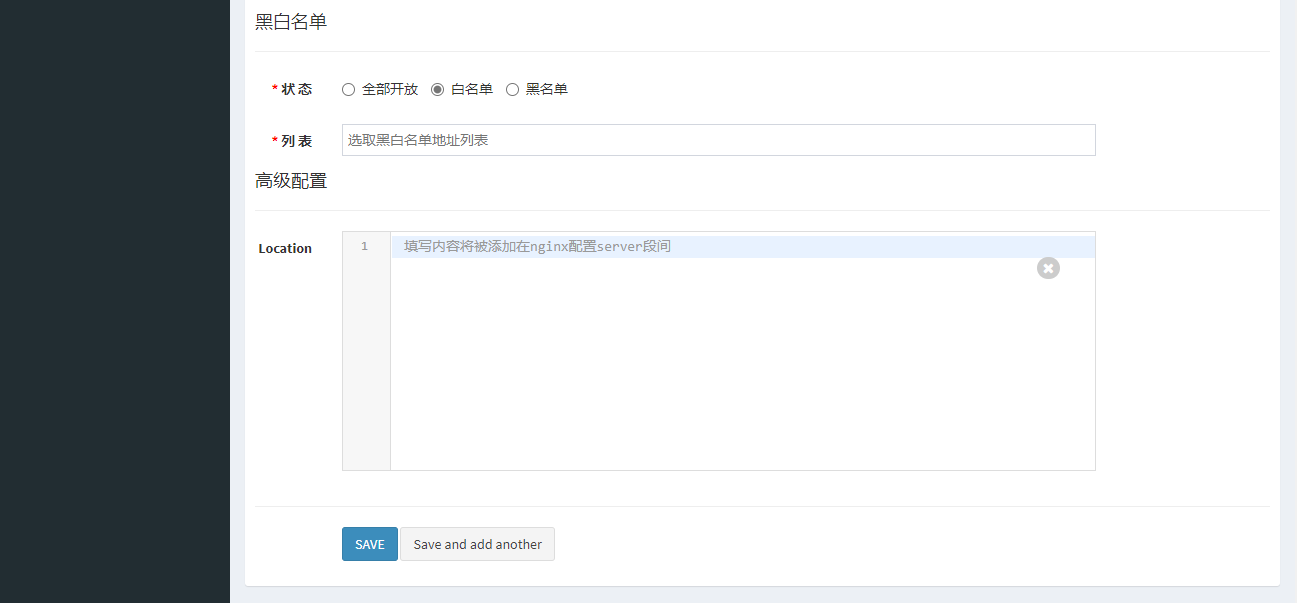 黑白名单
* 状 态 全部开放 白名单 黑名单
* 列 表 选取黑白名单地址列表
高级配置
Location 1 填写内容将被添加在nginx配置server段间
SAVE Save and add another